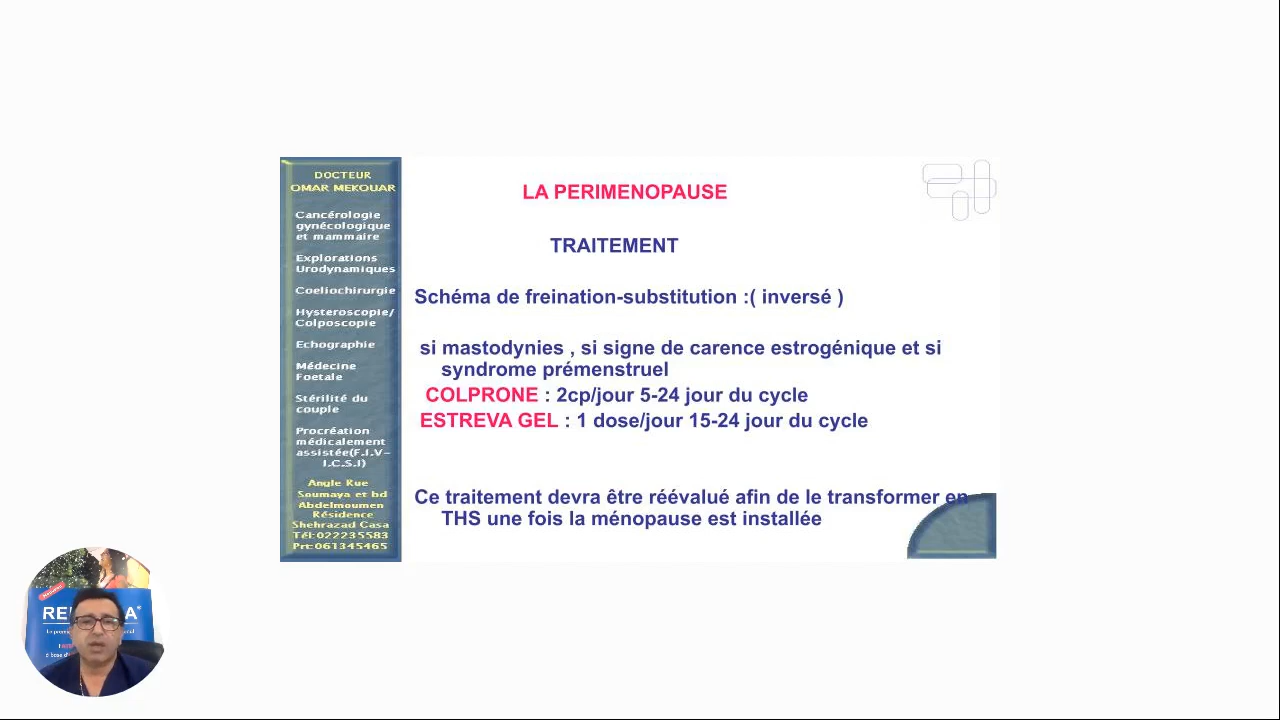 DOCTEUR
OMAR MEKOUAR
Cancérologie
gynécologique
et mammaire
Explorations
Urodynamiques
Coeliochirurgie
Hysteroscopie/
Colposcopie
Echographie
Médecine
Foetale
Stérilité du
couple
Procréation
médicalement
assistée(F.I.V-
I.C.S.I)
Angle Rue
Soumaya et bd
Abdelmoumen
Résidence
Shehrazad Casa
Tél:022235583
Prt:061345465
LA PERIMENOPAUSE
TRAITEMENT
Schéma de freination-substitution :( inversé )
si mastodynies , si signe de carence estrogénique et si
syndrome prémenstruel
COLPRONE : 2cp/jour 5-24 jour du cycle
ESTREVA GEL : 1 dose/jour 15-24 jour du cycle
Ce traitement devra être réévalué afin de le transformer en
THS une fois la ménopause est installée